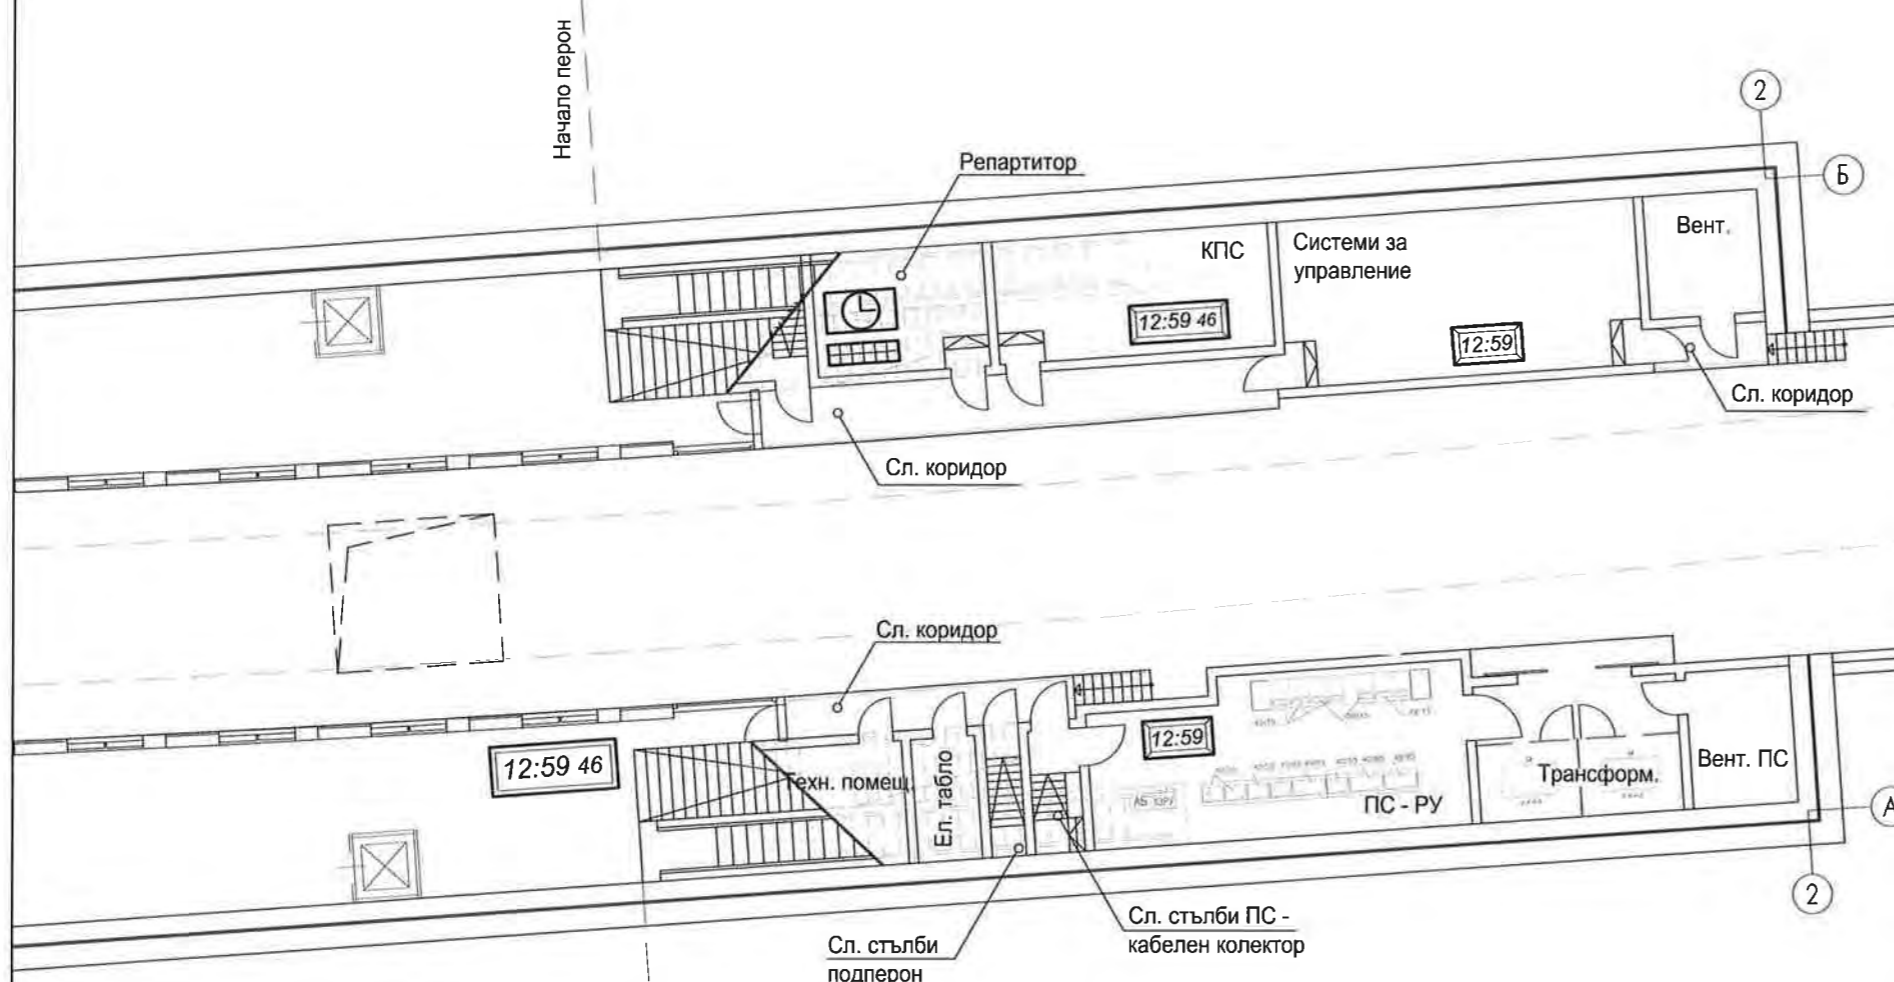 Начало перон
2
Б
Репартитор
КПС
Системи за
управление
Вент.
12:59 46
12:59
Сл. коридор
Сл. коридор
Сл. коридор
12:59 46
12:59
Техн. помещ.
Ел. табло
ПС - РУ
Трансформ.
Вент. ПС
А
2
Сл. стълби ПС -
кабелен колектор
Сл. стълби
подперон